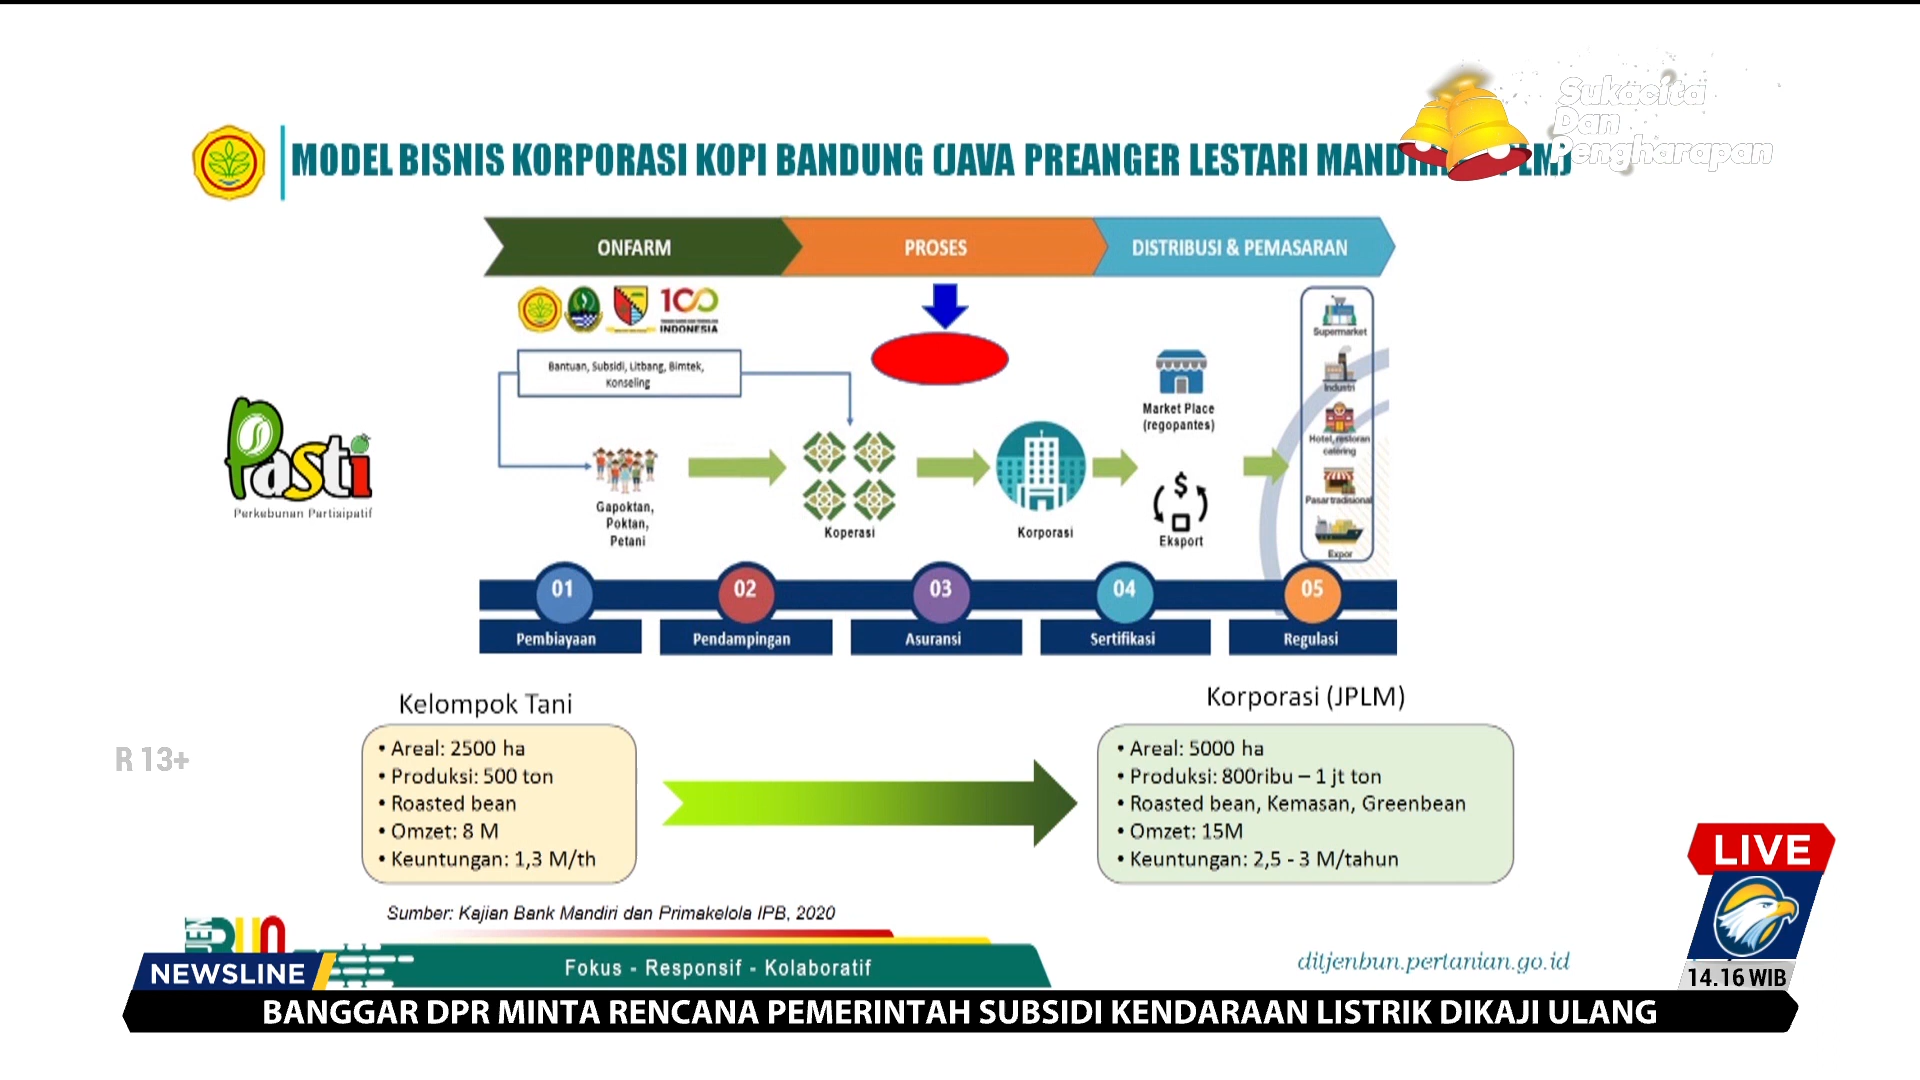 Sukacita
Dan
Pengharapan
MODEL BISNIS KORPORASI KOPI BANDUNG (JAVA PREANGER LESTARI
ONFARM
PROSES
DISTRIBUSI & PEMASARAN
100
INDONESIA
Bantuan, Subsidi, Litbang, Bimtek,
Konseling
Supermarket
Industri
Hotel, restoran
catering
Pasar tradisional
Expor
Market Place
(regopantes)
Pasti
Perkebunan Partisipatif
Gapoktan,
Poktan,
Petani
Koperasi
Korporasi
$
Eksport
01
02
03
04
05
Pembiayaan
Pendampingan
Asuransi
Sertifikasi
Regulasi
Kelompok Tani
• Areal: 2500 ha
• Produksi: 500 ton
• Roasted bean
• Omzet: 8 M
• Keuntungan: 1,3 M/th
Korporasi (JPLM)
• Areal: 5000 ha
• Produksi: 800ribu – 1 jt ton
• Roasted bean, Kemasan, Greenbean
• Omzet: 15M
• Keuntungan: 2,5 - 3 M/tahun
R 13+
Sumber: Kajian Bank Mandiri dan Primakelola IPB, 2020
Fokus - Responsif - Kolaboratif
ditjenbun.pertanian.go.id
LIVE
14.16 WIB
NEWSLINE
BANGGAR DPR MINTA RENCANA PEMERINTAH SUBSIDI KENDARAAN LISTRIK DIKAJI ULANG